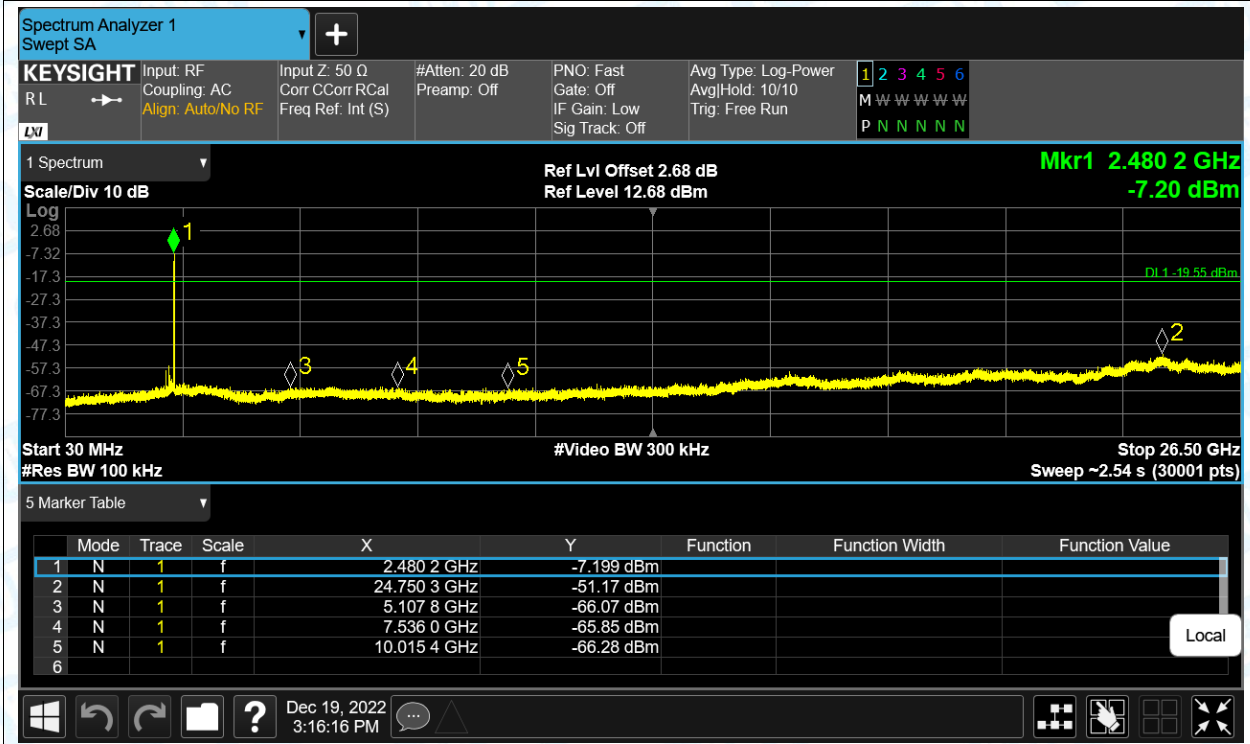 Spectrum Analyzer 1
Swept SA
KEYSIGHT
R L
LXI
Input: RF
Coupling: AC
Align: Auto/No RF
Input Z: 50 Ω
Corr CCorr RCal
Freq Ref: Int (S)
#Atten: 20 dB
Preamp: Off
PNO: Fast
Gate: Off
IF Gain: Low
Sig Track: Off
Avg Type: Log-Power
Avg|Hold: 10/10
Trig: Free Run
1 2 3 4 5 6
M W W W W W
P N N N N N
1 Spectrum
Scale/Div 10 dB
Ref Lvl Offset 2.68 dB
Ref Level 12.68 dBm
Mkr1 2.480 2 GHz
-7.20 dBm
Log
2.68
-7.32
-17.3
-27.3
-37.3
-47.3
-57.3
-67.3
-77.3
1
DL1 -19.55 dBm
2
3
4
5
Start 30 MHz
#Video BW 300 kHz
Stop 26.50 GHz
#Res BW 100 kHz
Sweep ~2.54 s (30001 pts)
5 Marker Table
Mode Trace Scale X Y Function Function Width Function Value
1 N 1 f 2.480 2 GHz -7.199 dBm
2 N 1 f 24.750 3 GHz -51.17 dBm
3 N 1 f 5.107 8 GHz -66.07 dBm
4 N 1 f 7.536 0 GHz -65.85 dBm
5 N 1 f 10.015 4 GHz -66.28 dBm
6
Local
?
Dec 19, 2022
3:16:16 PM